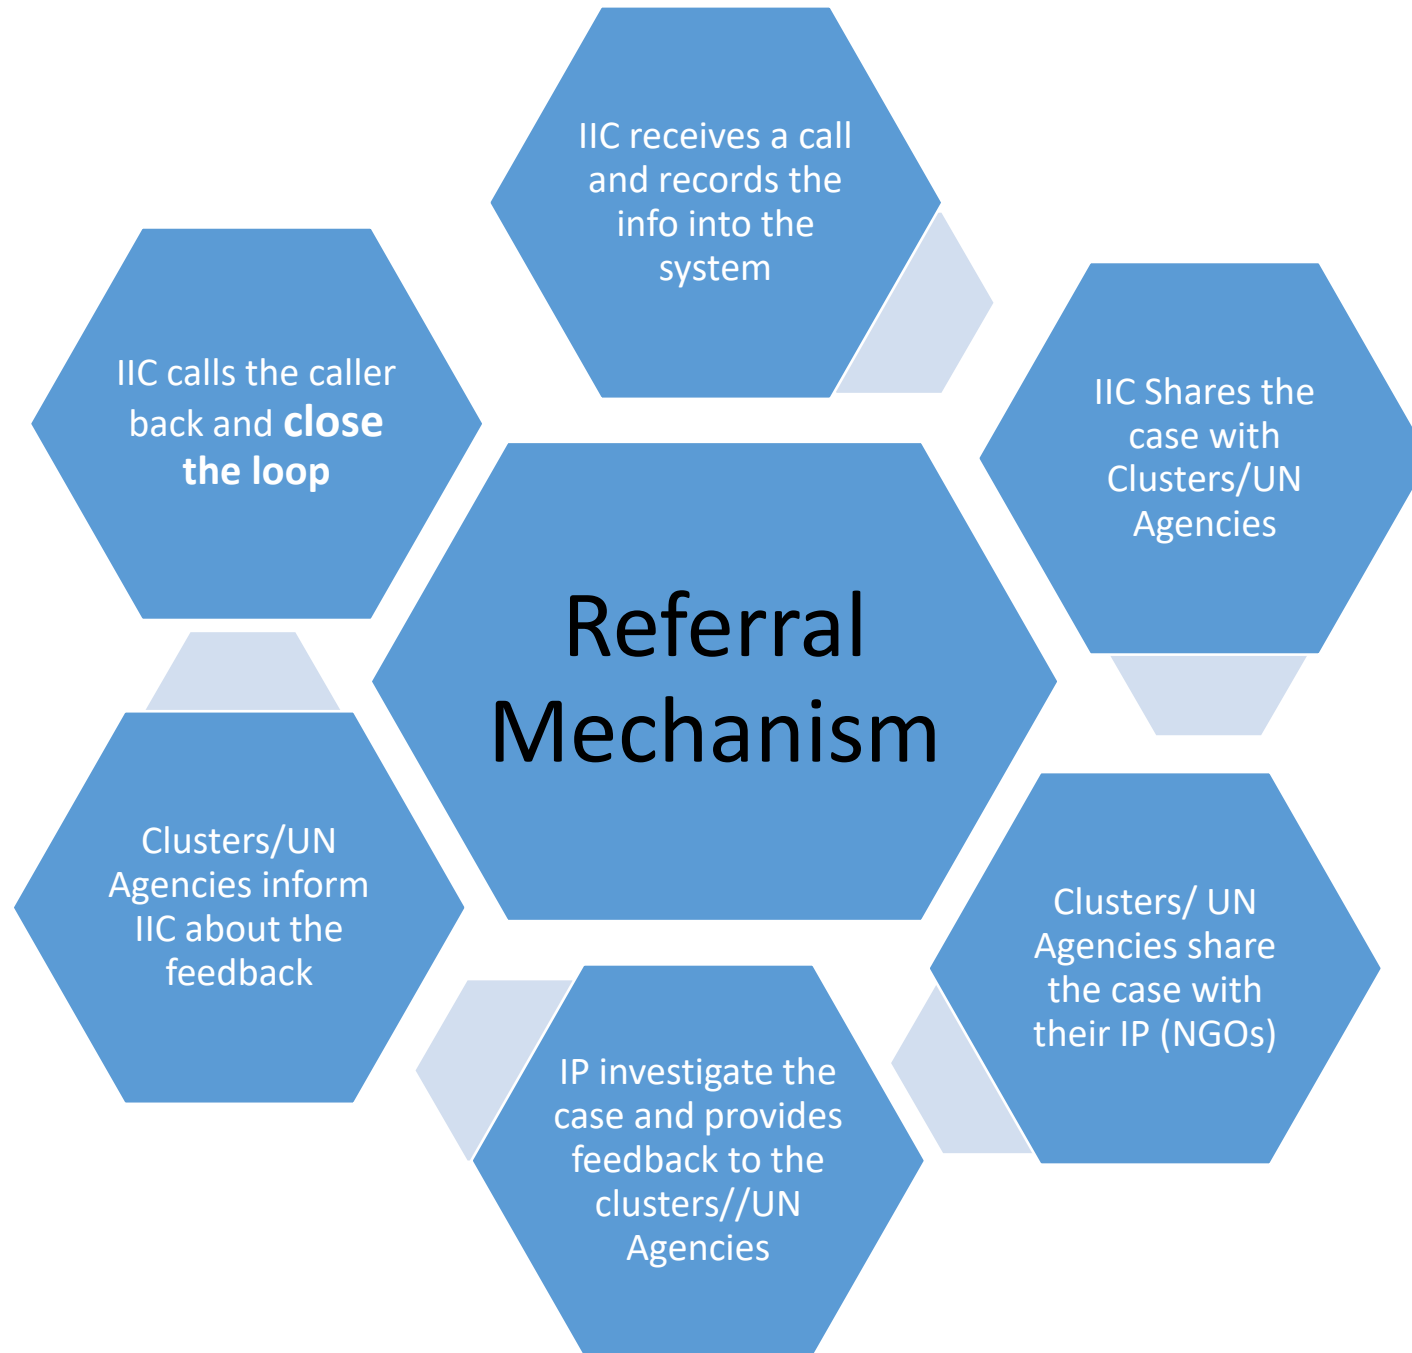 IIC receives a call
and records the
info into the
system
IIC Shares the
case with
Clusters/UN
Agencies
Clusters/ UN
Agencies share
the case with
their IP (NGOs)
IP investigate the
case and provides
feedback to the
clusters//UN
Agencies
Clusters/UN
Agencies inform
IIC about the
feedback
IIC calls the caller
back and close
the loop
Referral
Mechanism